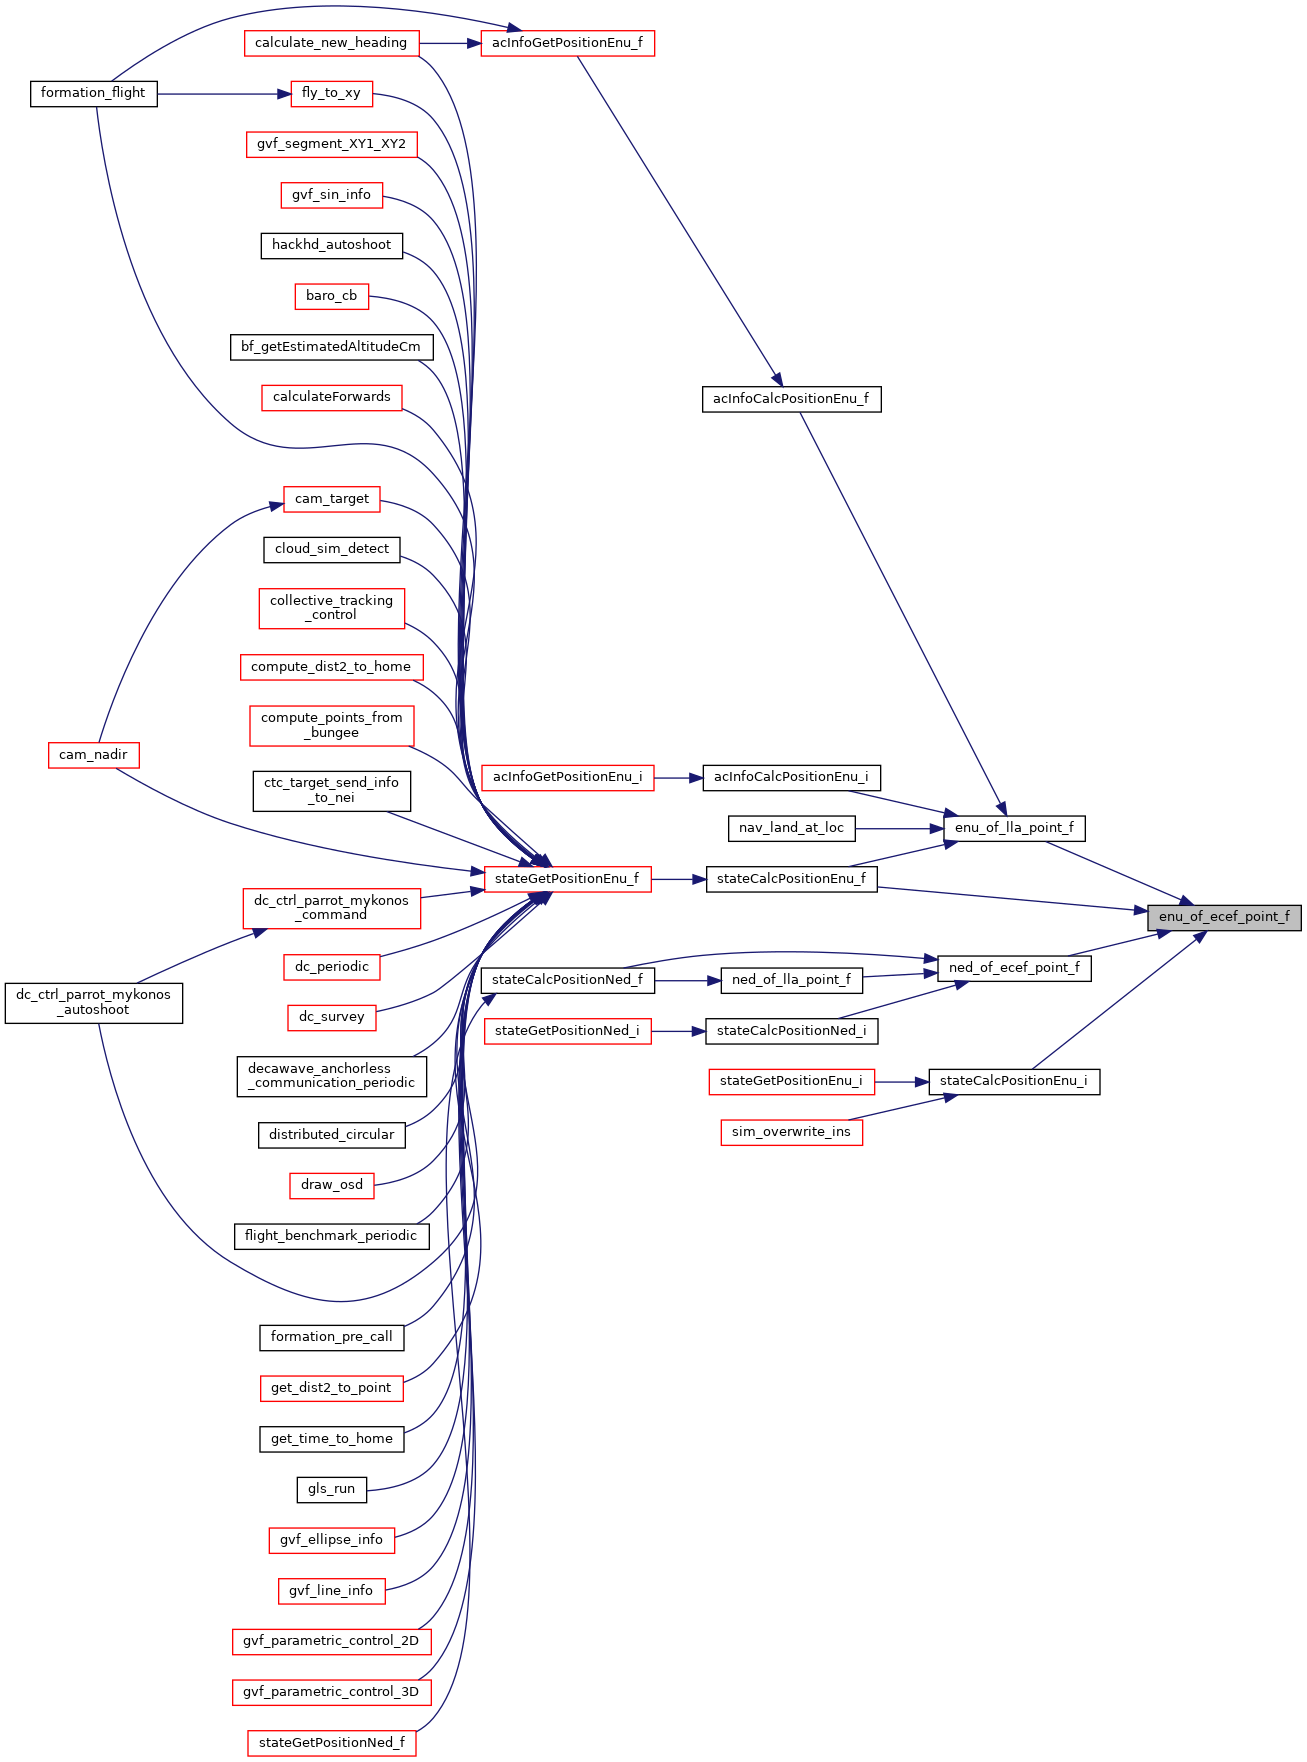 acInfoGetPositionEnu_f
calculate_new_heading
formation_flight
fly_to_xy
gvf_segment_XY1_XY2
gvf_sin_info
hackhd_autoshoot
baro_cb
bf_getEstimatedAltitudeCm
calculateForwards
acInfoCalcPositionEnu_f
cam_target
cloud_sim_detect
collective_tracking
_control
compute_dist2_to_home
compute_points_from
_bungee
cam_nadir
acInfoGetPositionEnu_i
acInfoCalcPositionEnu_i
ctc_target_send_info
_to_nei
nav_land_at_loc
enu_of_lla_point_f
stateGetPositionEnu_f
stateCalcPositionEnu_f
dc_ctrl_parrot_mykonos
_command
enu_of_ecef_point_f
dc_periodic
ned_of_ecef_point_f
stateCalcPositionNed_f
ned_of_lla_point_f
dc_ctrl_parrot_mykonos
_autoshoot
dc_survey
stateGetPositionNed_i
stateCalcPositionNed_i
decawave_anchorless
_communication_periodic
stateGetPositionEnu_i
stateCalcPositionEnu_i
distributed_circular
sim_overwrite_ins
draw_osd
flight_benchmark_periodic
formation_pre_call
get_dist2_to_point
get_time_to_home
gls_run
gvf_ellipse_info
gvf_line_info
gvf_parametric_control_2D
gvf_parametric_control_3D
stateGetPositionNed_f